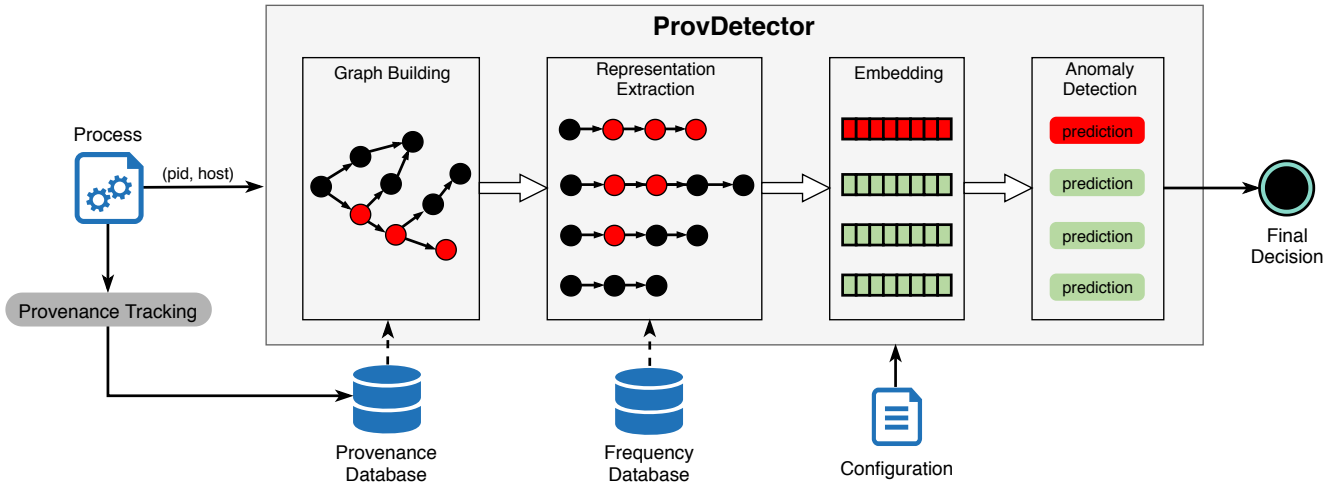 ProvDetector
Graph Building
Representation
Extraction
Embedding
Anomaly
Detection
Process
(pid, host)
prediction
prediction
prediction
prediction
Final
Decision
Provenance Tracking
Provenance
Database
Frequency
Database
Configuration